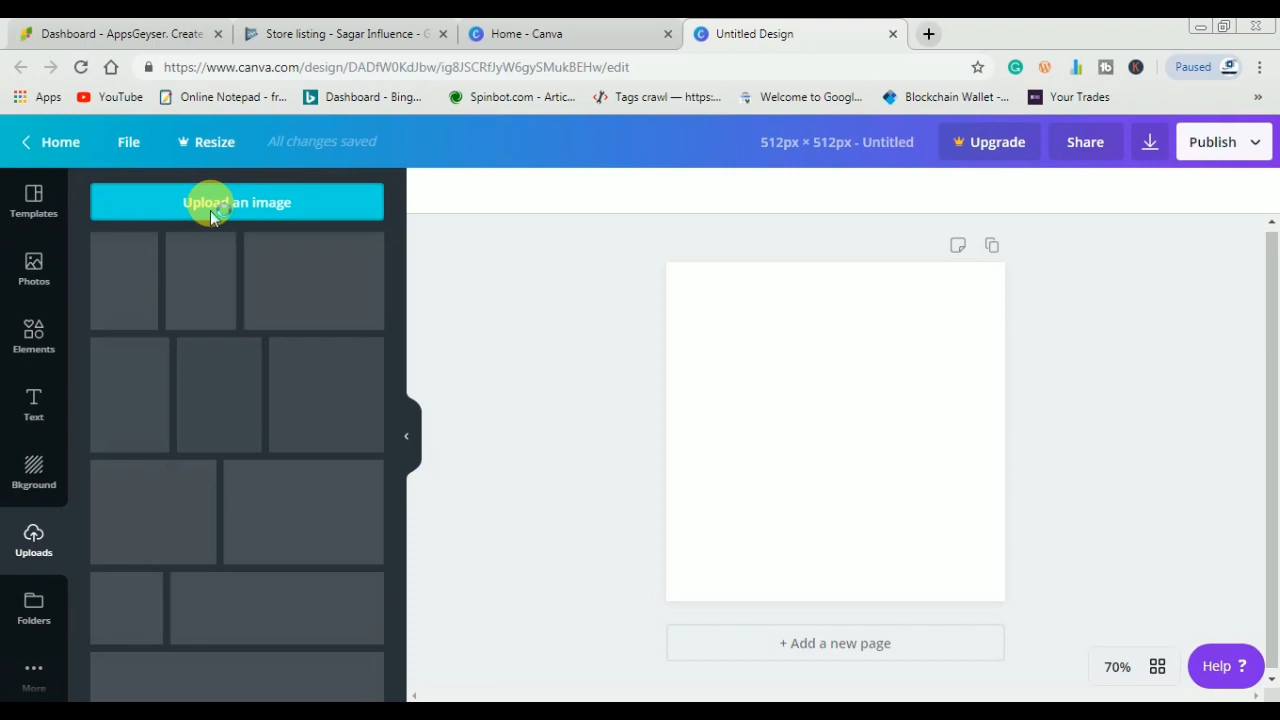 Dashboard - AppsGeyser. Create
Store listing - Sagar Influence - G
Home - Canva
Untitled Design
https://www.canva.com/design/DADfW0KdJbw/ig8JSCRfJyW6gySMukBEHw/edit
Paused
Apps
YouTube
Online Notepad - fr...
Dashboard - Bing...
Spinbot.com - Artic...
Tags crawl — https:...
Welcome to Googl...
Blockchain Wallet -...
Your Trades
»
Home
File
Resize
All changes saved
512px × 512px - Untitled
Upgrade
Share
Publish
Upload an image
Templates
Photos
Elements
Text
Bkground
Uploads
Folders
More
+ Add a new page
70%
Help ?